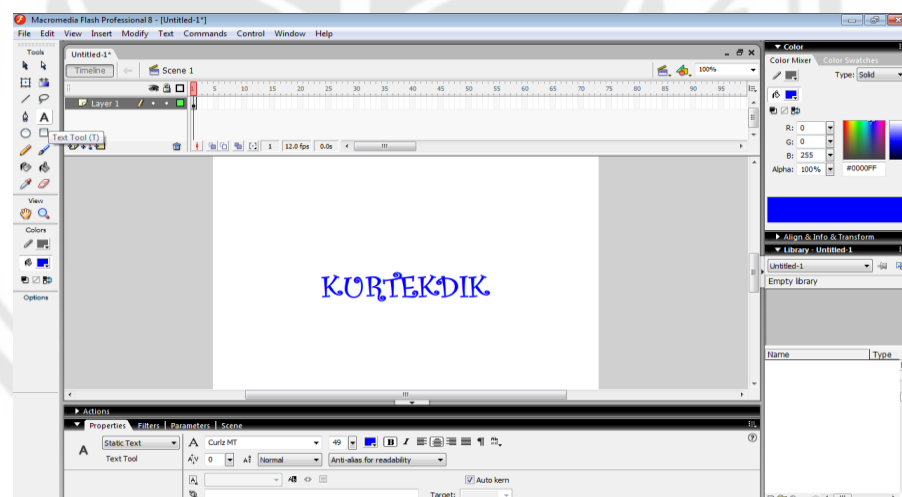 Macromedia Flash Professional 8 - [Untitled-1*]
File Edit View Insert Modify Text Commands Control Window Help
Tools
Untitled-1*
Timeline Scene 1 100%
1 5 10 15 20 25 30 35 40 45 50 55 60 65 70 75 80 85 90 95
Layer 1
Text Tool (T)
1 12.0 fps 0.0s
View
Colors
Options
KURTEKDIK
Color
Color Mixer Color Swatches
Type: Solid
R: 0
G: 0
B: 255
Alpha: 100% #0000FF
Align & Info & Transform
Library - Untitled-1
Untitled-1
Empty library
Name Type
Actions
Properties Filters Parameters Scene
A Static Text A Curlz MT 49 B I
Text Tool A V 0 Normal Anti-alias for readability
Auto kern
Target: